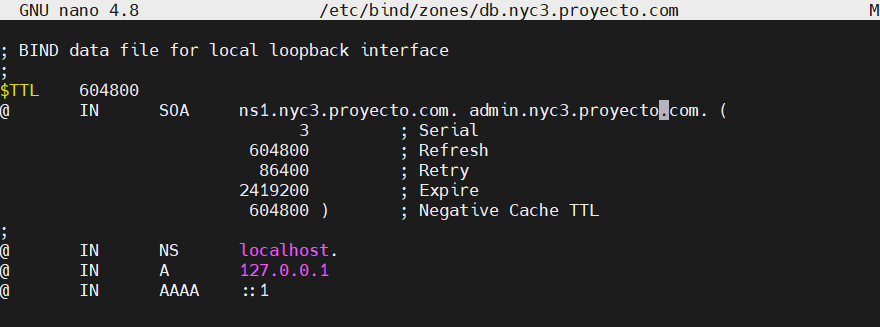 GNU nano 4.8 /etc/bind/zones/db.nyc3.proyecto.com M
; BIND data file for local loopback interface
;
$TTL 604800
@ IN SOA ns1.nyc3.proyecto.com. admin.nyc3.proyecto.com. (
3 ; Serial
604800 ; Refresh
86400 ; Retry
2419200 ; Expire
604800 ) ; Negative Cache TTL
;
@ IN NS localhost.
@ IN A 127.0.0.1
@ IN AAAA ::1